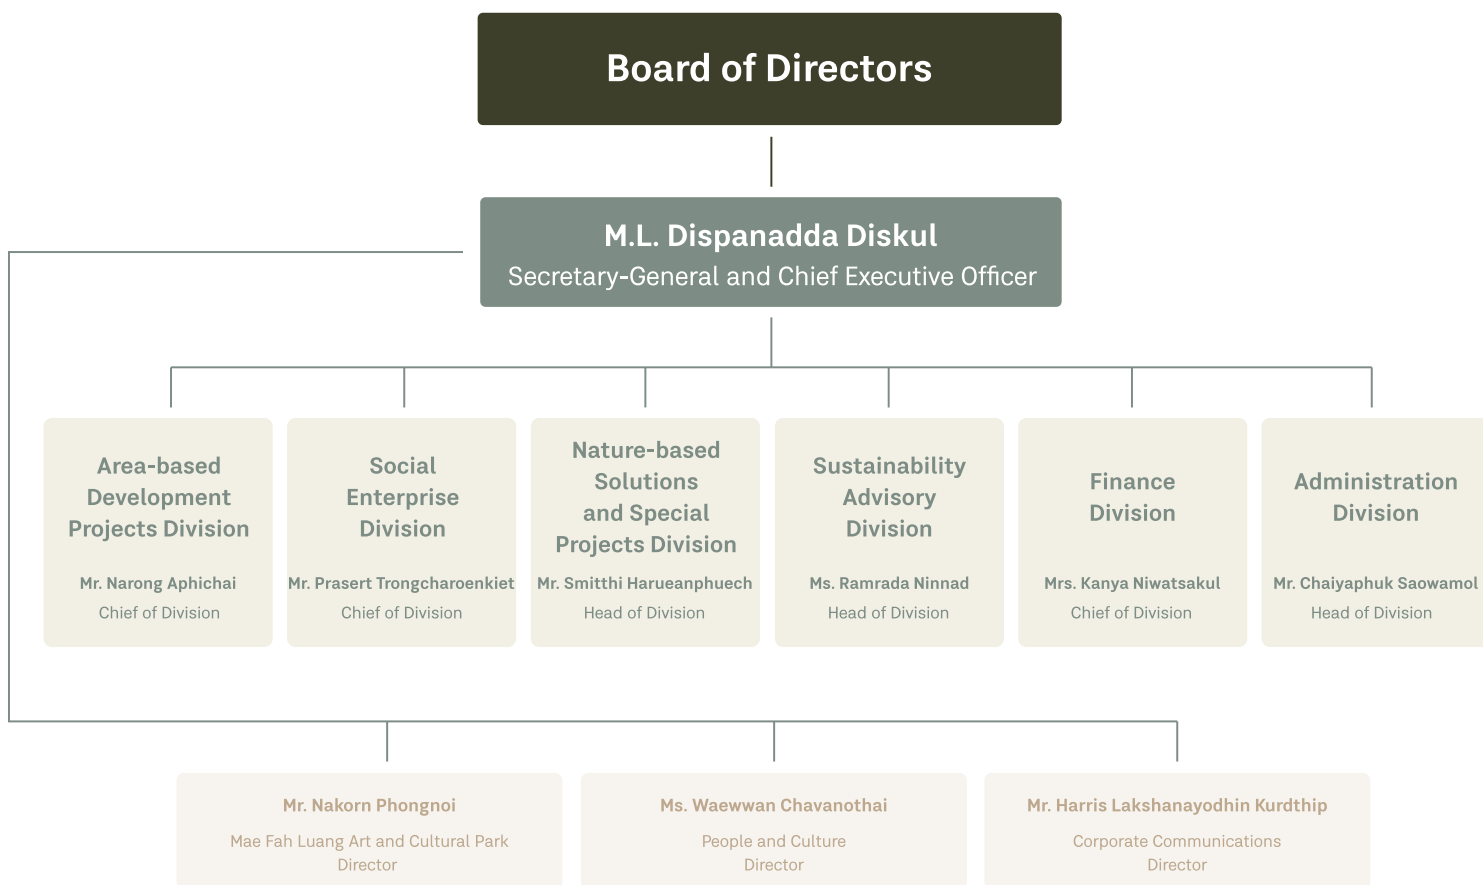 Board of Directors
M.L. Dispanadda Diskul
Secretary-General and Chief Executive Officer
Area-based
Development
Projects Division
Mr. Narong Aphichai
Chief of Division
Social
Enterprise
Division
Mr. Prasert Trongcharoenkiet
Chief of Division
Nature-based
Solutions
and Special
Projects Division
Mr. Smitthi Harueanphuech
Head of Division
Sustainability
Advisory
Division
Ms. Ramrada Ninnad
Head of Division
Finance
Division
Mrs. Kanya Niwatsakul
Chief of Division
Administration
Division
Mr. Chaiyaphuk Saowamol
Head of Division
Mr. Nakorn Phongnoi
Mae Fah Luang Art and Cultural Park
Director
Ms. Waewwan Chavanothai
People and Culture
Director
Mr. Harris Lakshanayodhin Kurdthip
Corporate Communications
Director